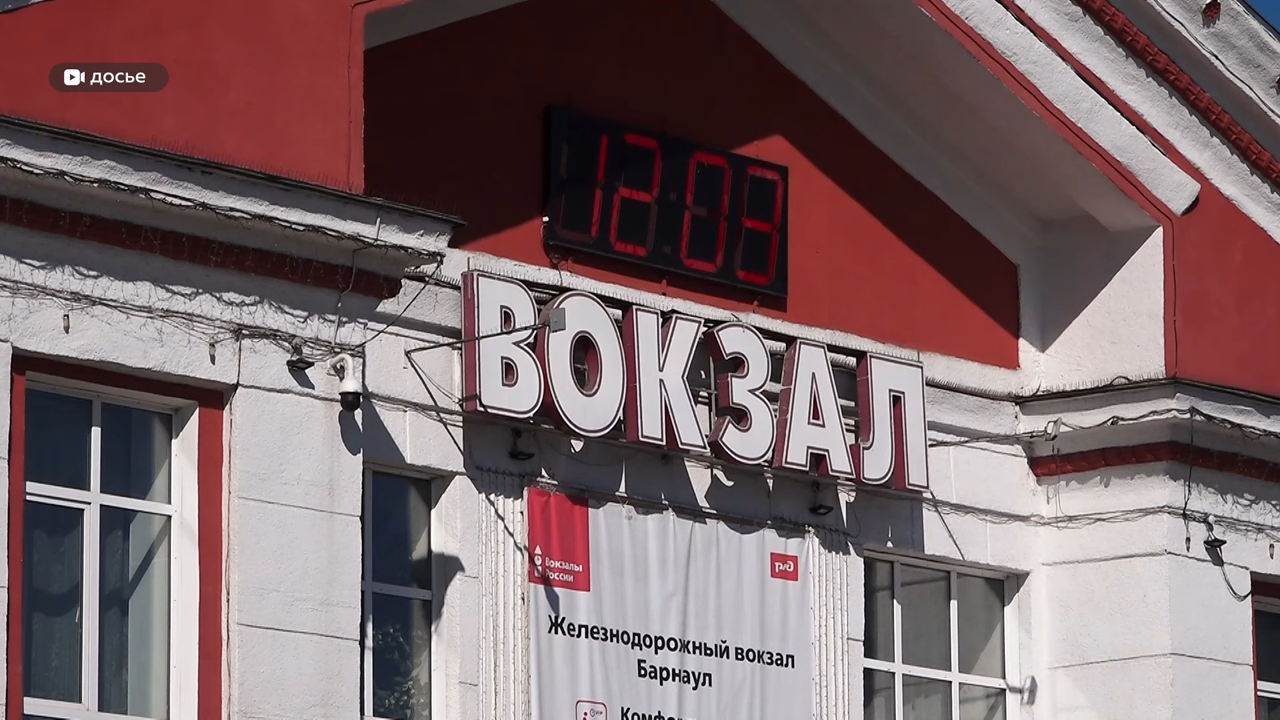 досье
12:03
ВОКЗАЛ
Вокзалы
России
ржд
Железнодорожный вокзал
Барнаул